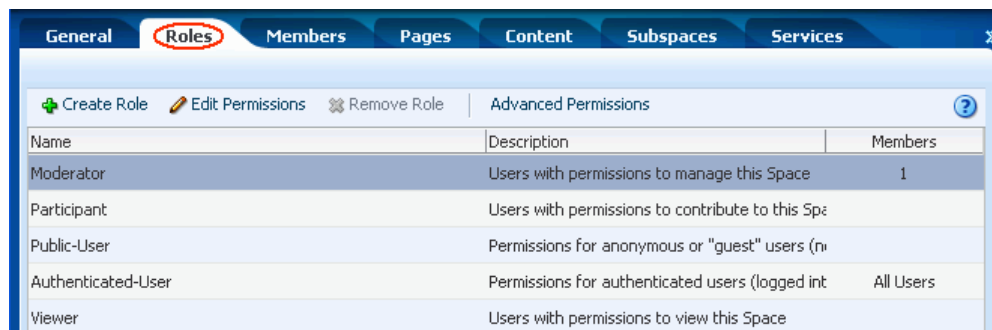 General Roles Members Pages Content Subspaces Services
Create Role Edit Permissions Remove Role Advanced Permissions ?
Name Description Members
Moderator Users with permissions to manage this Space 1
Participant Users with permissions to contribute to this Spa
Public-User Permissions for anonymous or "guest" users (n
Authenticated-User Permissions for authenticated users (logged int All Users
Viewer Users with permissions to view this Space